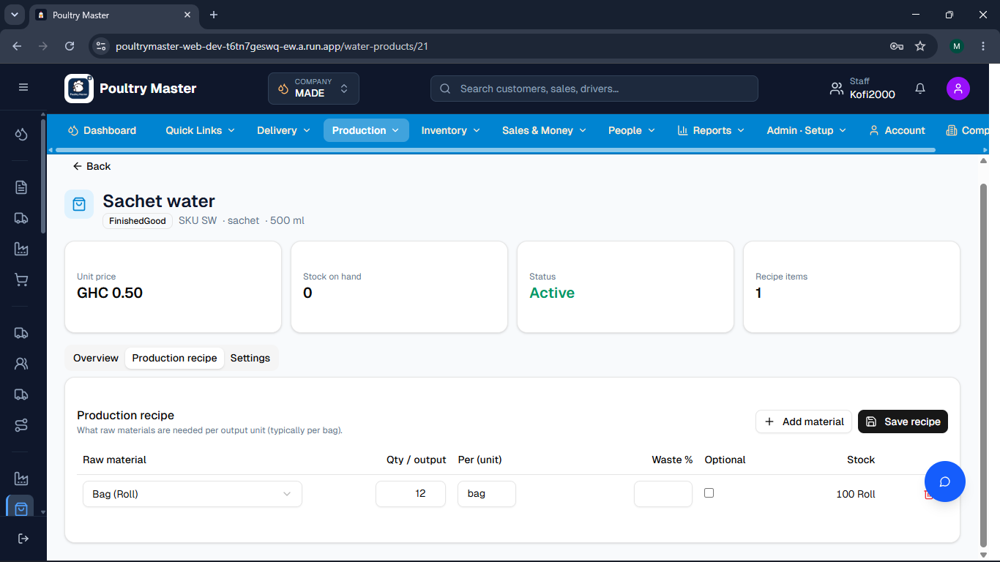 Poultry Master
poultrymaster-web-dev-t6tn7geswq-ew.a.run.app/water-products/21
M
Poultry Master
COMPANY
MADE
Search customers, sales, drivers...
Staff
Kofi2000
Dashboard Quick Links Delivery Production Inventory Sales & Money People Reports Admin · Setup Account Comp
Back
Sachet water
FinishedGood SKU SW · sachet · 500 ml
Unit price
GHC 0.50
Stock on hand
0
Status
Active
Recipe items
1
Overview Production recipe Settings
Production recipe
What raw materials are needed per output unit (typically per bag).
Add material Save recipe
Raw material Qty / output Per (unit) Waste % Optional Stock
Bag (Roll) 12 bag 100 Roll